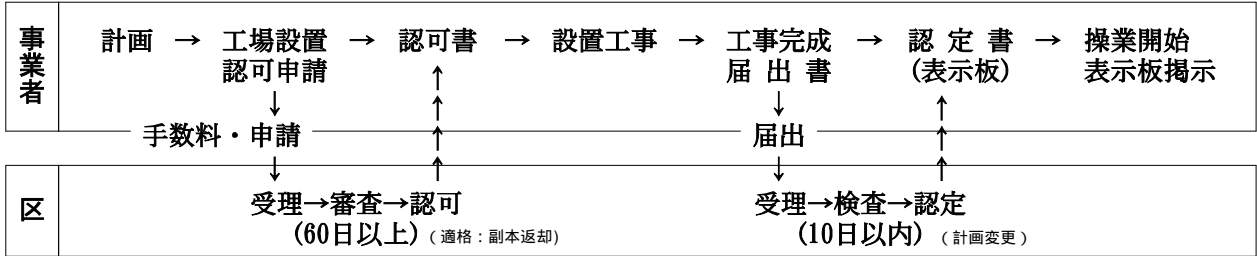 事業者
計画 → 工場設置 → 認可書 → 設置工事 → 工事完成 → 認 定 書 → 操業開始
認可申請 届 出 書 (表示板) 表示板掲示
手数料・申請 届出
区
受理→審査→認可 受理→検査→認定
(60日以上)(適格:副本返却) (10日以内)(計画変更)